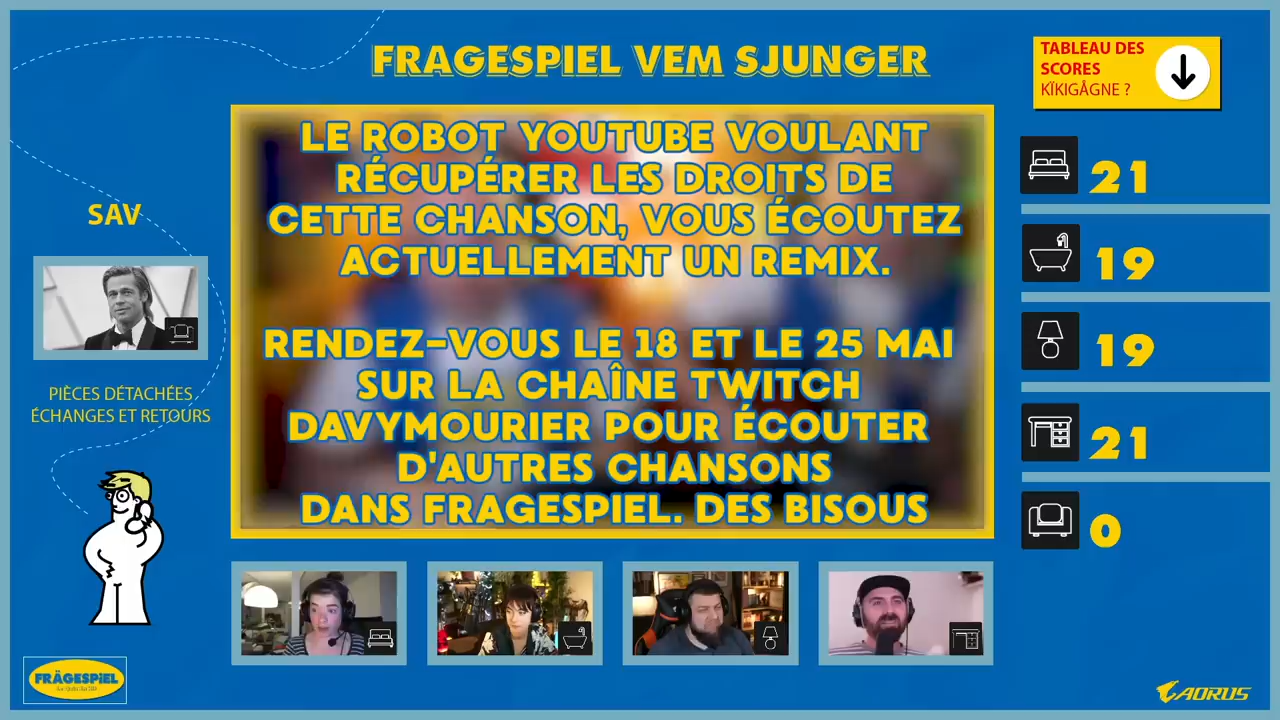 FRAGESPIEL VEM SJUNGER
TABLEAU DES
SCORES
KÏKIGÅGNE ?
LE ROBOT YOUTUBE VOULANT
RÉCUPÉRER LES DROITS DE
CETTE CHANSON, VOUS ÉCOUTEZ
ACTUELLEMENT UN REMIX.
RENDEZ-VOUS LE 18 ET LE 25 MAI
SUR LA CHAÎNE TWITCH
DAVYMOURIER POUR ÉCOUTER
D'AUTRES CHANSONS
DANS FRAGESPIEL. DES BISOUS
SAV
PIÈCES DÉTACHÉES
ÉCHANGES ET RETOURS
21
19
19
21
0
FRÄGESPIEL
AORUS